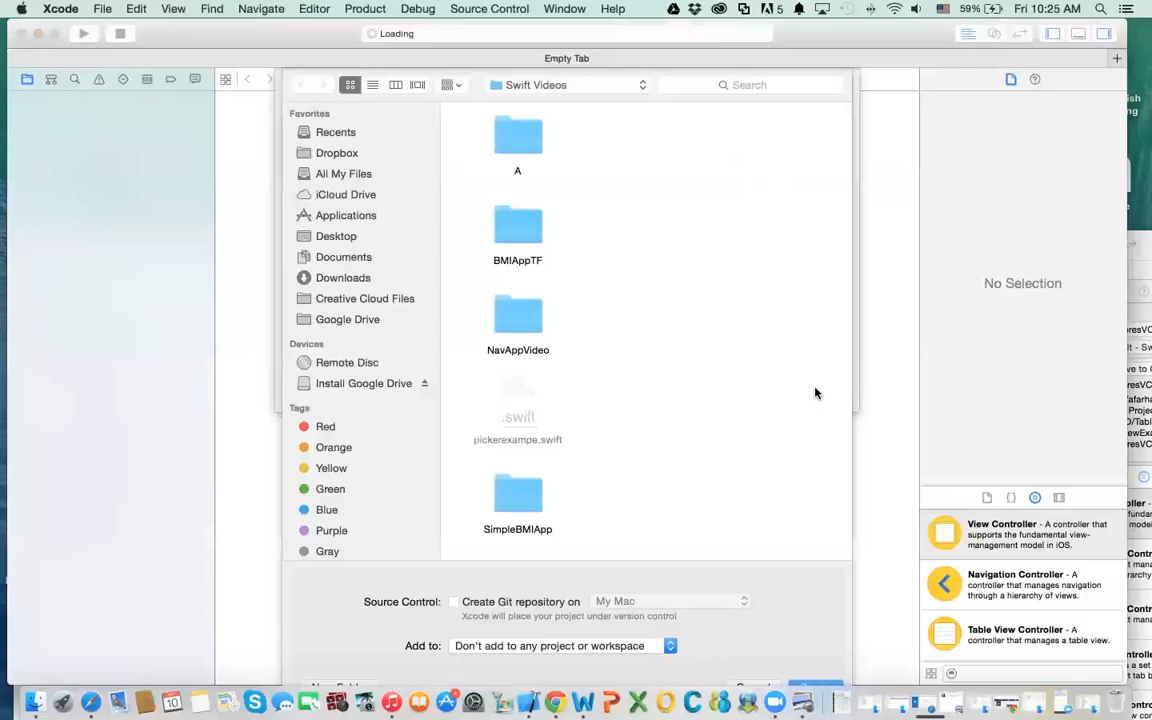 Xcode File Edit View Find Navigate Editor Product Debug Source Control Window Help 5 59% Fri 10:25 AM
Loading
Empty Tab
Swift Videos
Search
Favorites
Recents
Dropbox
All My Files
iCloud Drive
Applications
Desktop
Documents
Downloads
Creative Cloud Files
Google Drive
Devices
Remote Disc
Install Google Drive
Tags
Red
Orange
Yellow
Green
Blue
Purple
Gray
A
BMIAppTF
NavAppVideo
.swift
pickerexampe.swift
SimpleBMIApp
Source Control: Create Git repository on My Mac
Xcode will place your project under version control
Add to: Don't add to any project or workspace
No Selection
View Controller - A controller that
supports the fundamental view-
management model in iOS.
Navigation Controller - A
controller that manages navigation
through a hierarchy of views.
Table View Controller - A
controller that manages a table view.